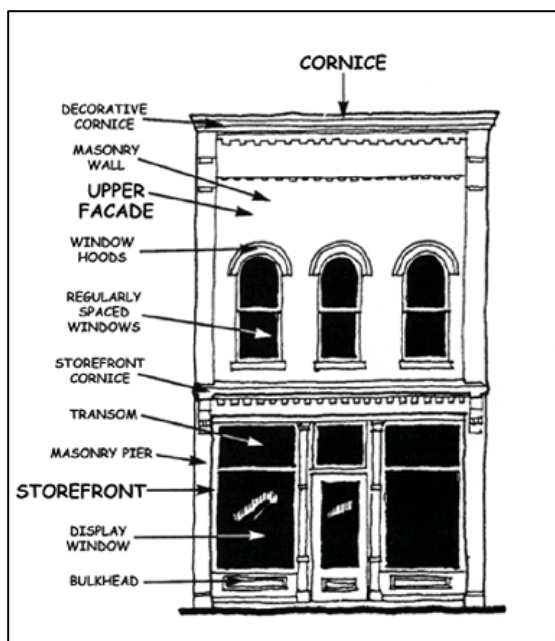 CORNICE
DECORATIVE
CORNICE
MASONRY
WALL
UPPER
FACADE
WINDOW
HOODS
REGULARLY
SPACED
WINDOWS
STOREFRONT
CORNICE
TRANSOM
MASONRY PIER
STOREFRONT
DISPLAY
WINDOW
BULKHEAD